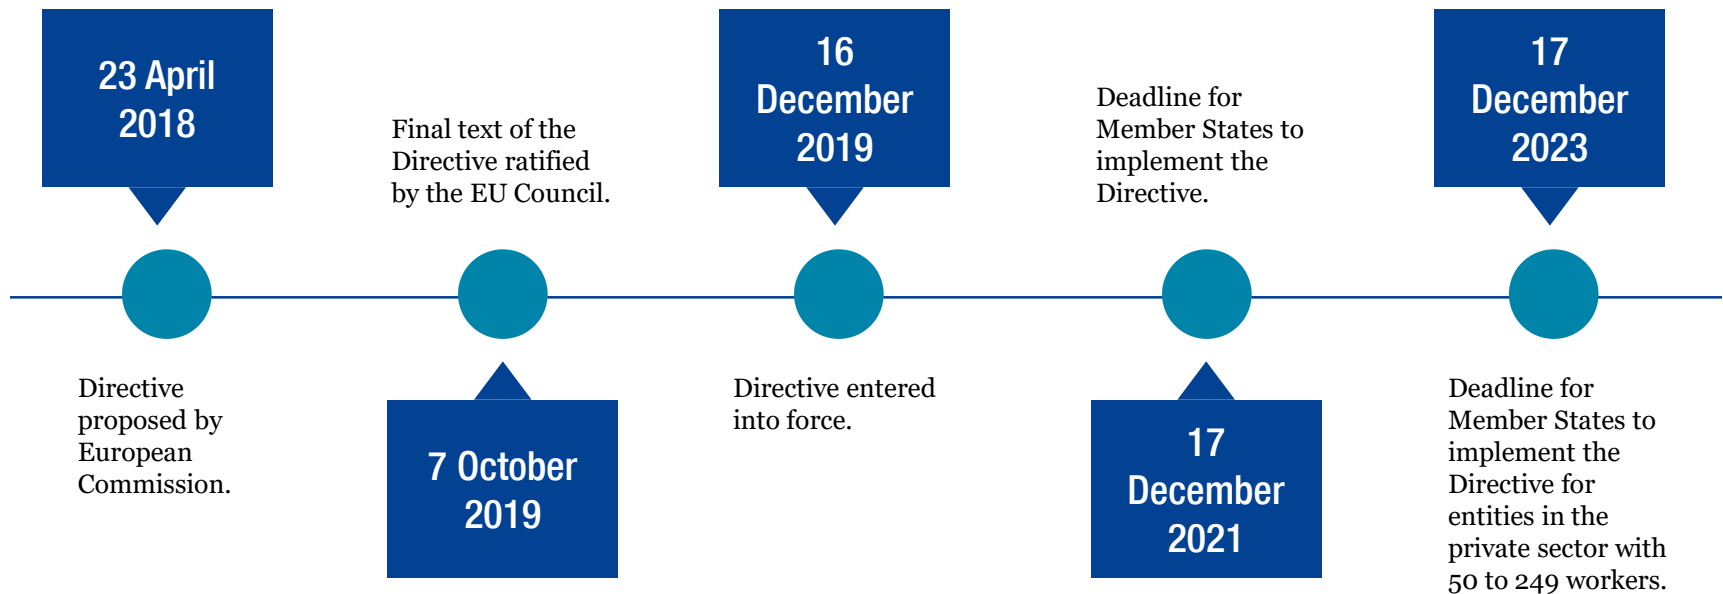 23 April
2018
Directive
proposed by
European
Commission.
Final text of the
Directive ratified
by the EU Council.
7 October
2019
16
December
2019
Directive entered
into force.
Deadline for
Member States to
implement the
Directive.
17
December
2021
17
December
2023
Deadline for
Member States to
implement the
Directive for
entities in the
private sector with
50 to 249 workers.